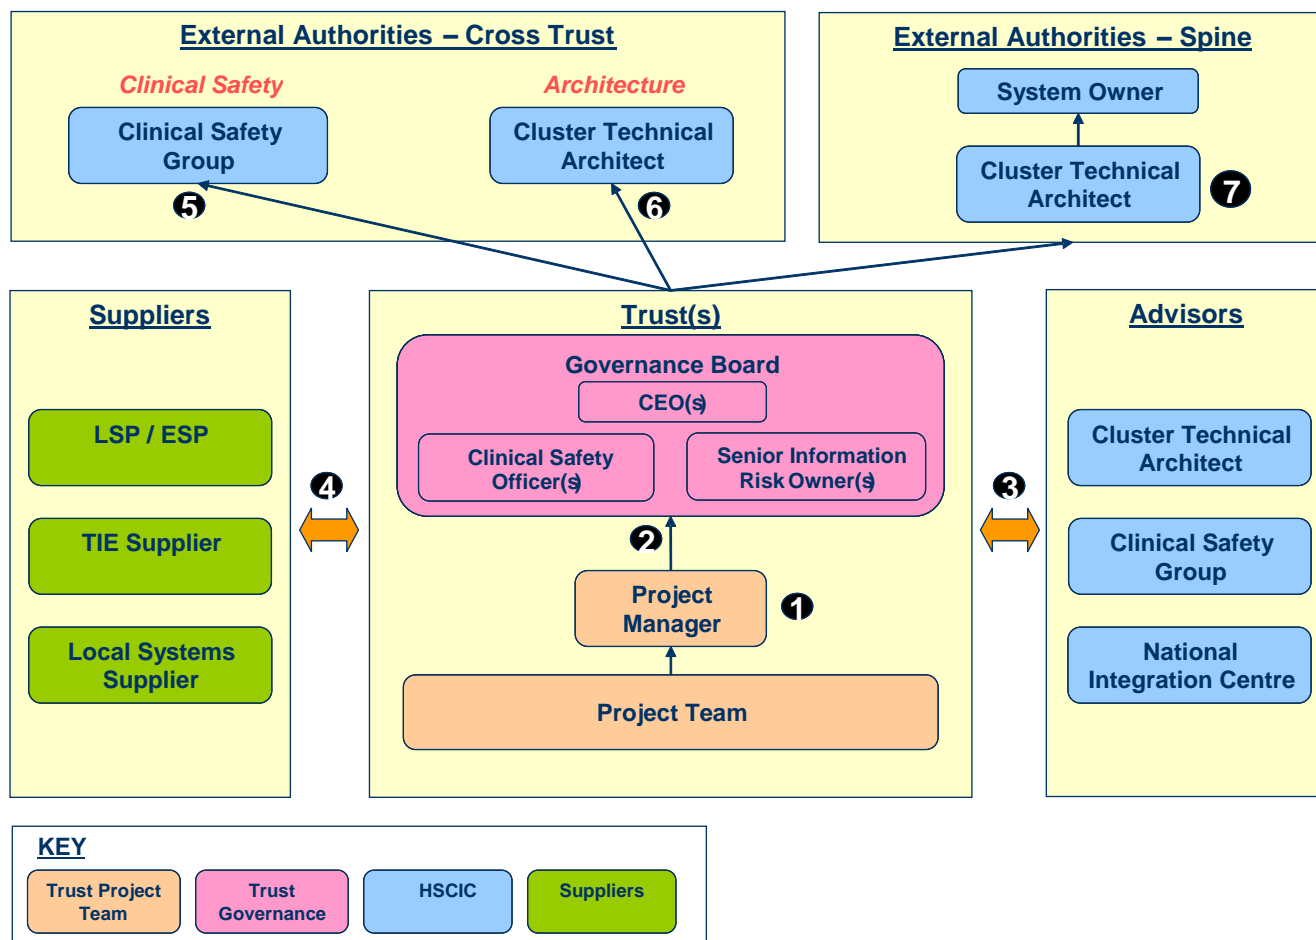 External Authorities – Cross Trust
Clinical Safety
Architecture
Clinical Safety
Group
Cluster Technical
Architect
5
6
External Authorities – Spine
System Owner
Cluster Technical
Architect
7
Suppliers
LSP / ESP
TIE Supplier
Local Systems
Supplier
4
Trust(s)
Governance Board
CEO(s)
Clinical Safety
Officer(s)
Senior Information
Risk Owner(s)
2
Project
Manager
1
Project Team
3
Advisors
Cluster Technical
Architect
Clinical Safety
Group
National
Integration Centre
KEY
Trust Project
Team
Trust
Governance
HSCIC
Suppliers